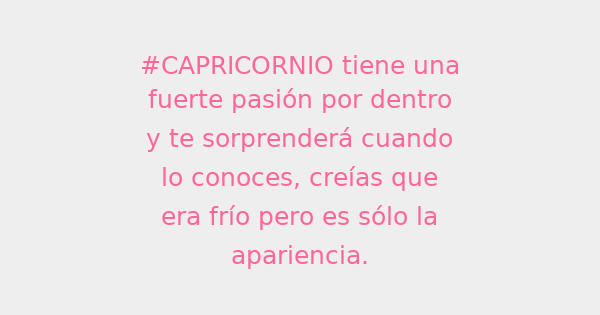 #CAPRICORNIO tiene una
fuerte pasión por dentro
y te sorprenderá cuando
lo conoces, creías que
era frío pero es sólo la
apariencia.